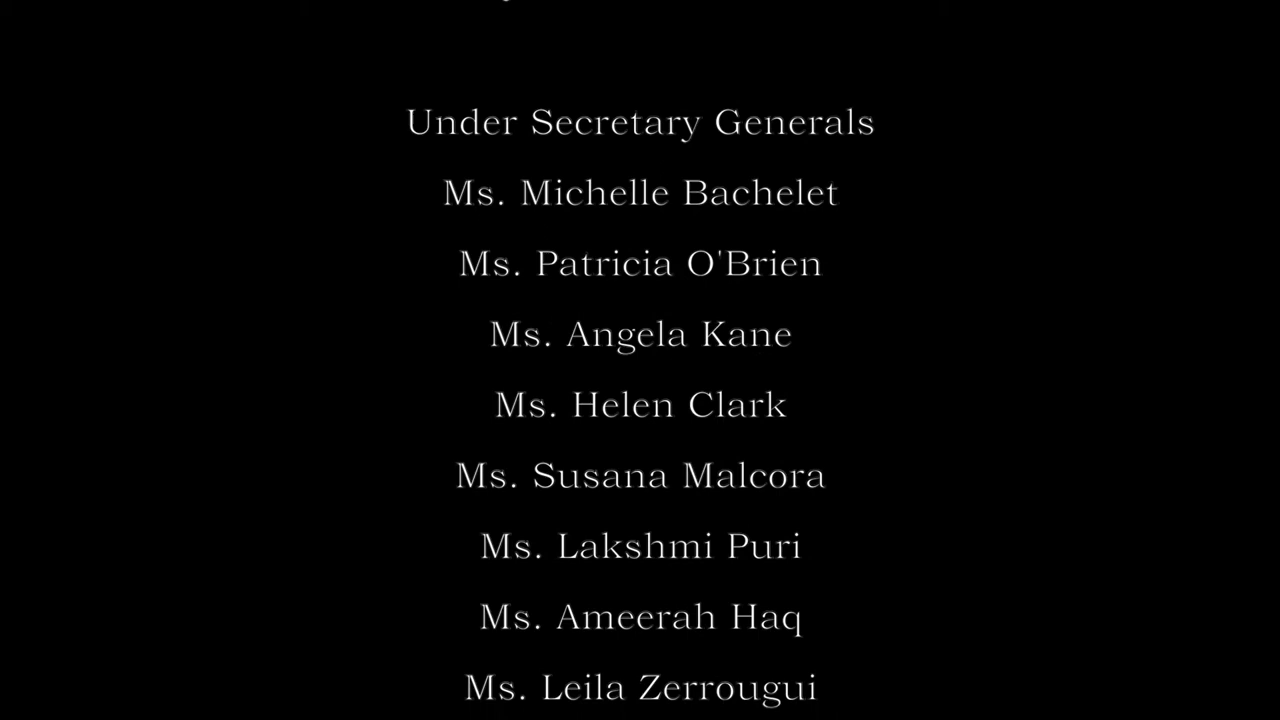 Under Secretary Generals
Ms. Michelle Bachelet
Ms. Patricia O'Brien
Ms. Angela Kane
Ms. Helen Clark
Ms. Susana Malcora
Ms. Lakshmi Puri
Ms. Ameerah Haq
Ms. Leila Zerrougui